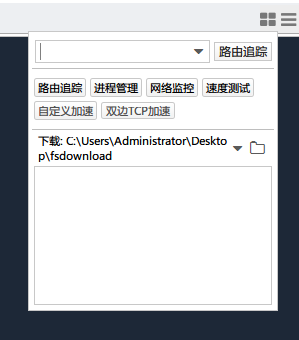 路由追踪
路由追踪 进程管理 网络监控 速度测试
自定义加速 双边TCP加速
下载: C:\Users\Administrator\Deskto
p\fsdownload